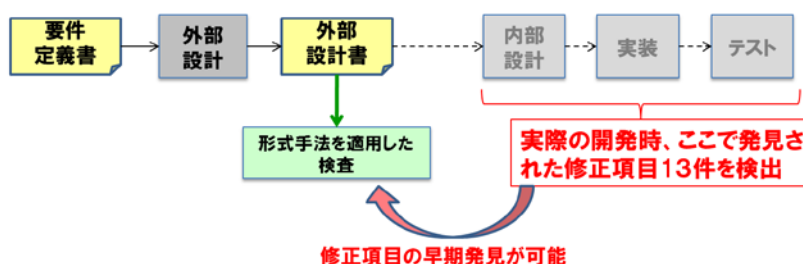 要件
定義書
外部
設計
外部
設計書
内部
設計
実装
テスト
形式手法を適用した
検査
実際の開発時、ここで発見さ
れた修正項目13件を検出
修正項目の早期発見が可能